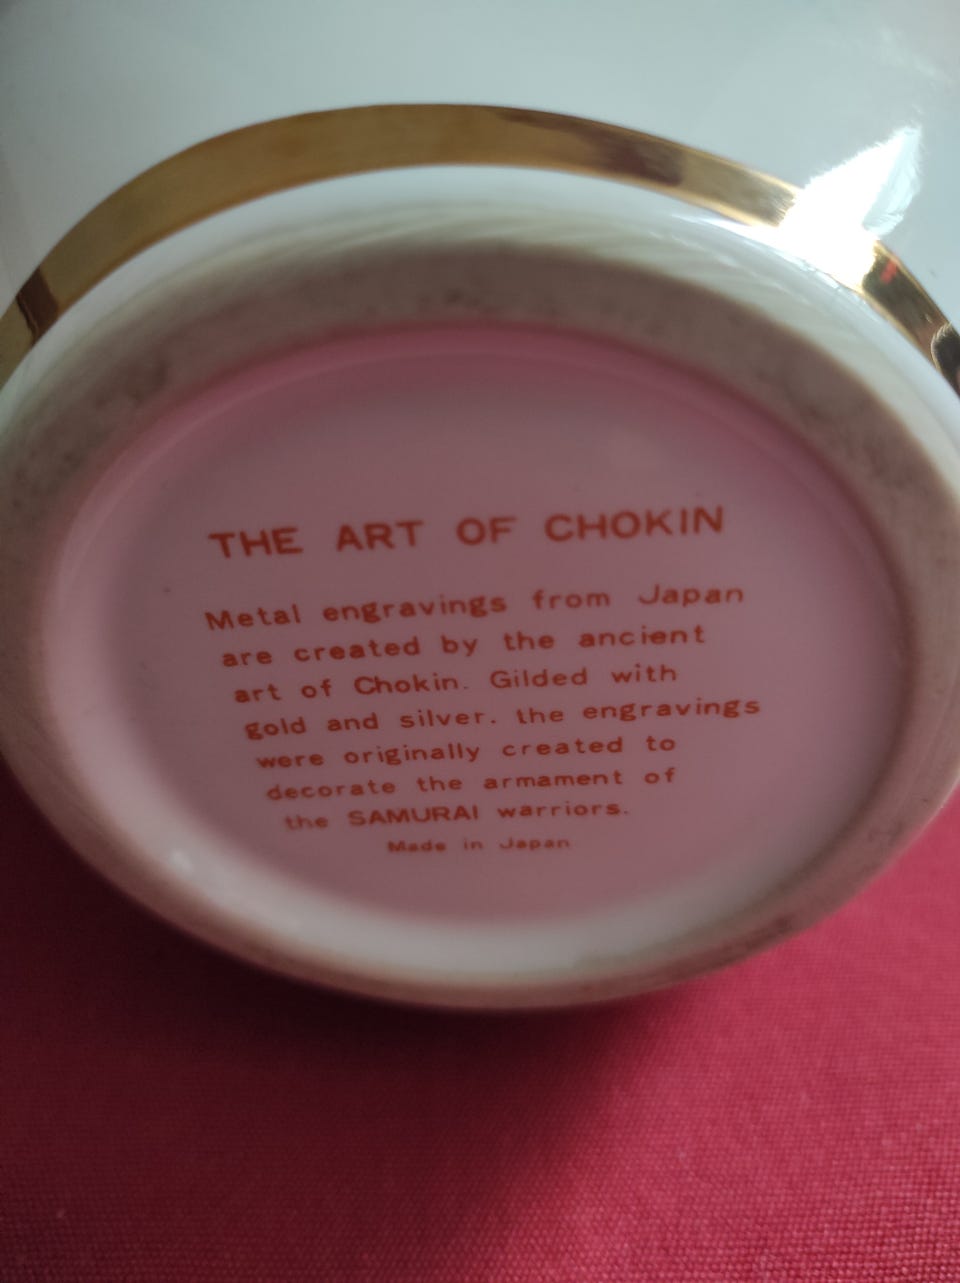 THE ART OF CHOKIN
Metal engravings from Japan
are created by the ancient
art of Chokin. Gilded with
gold and silver. the engravings
were originally created to
decorate the armament of
the SAMURAI warriors.
Made in Japan